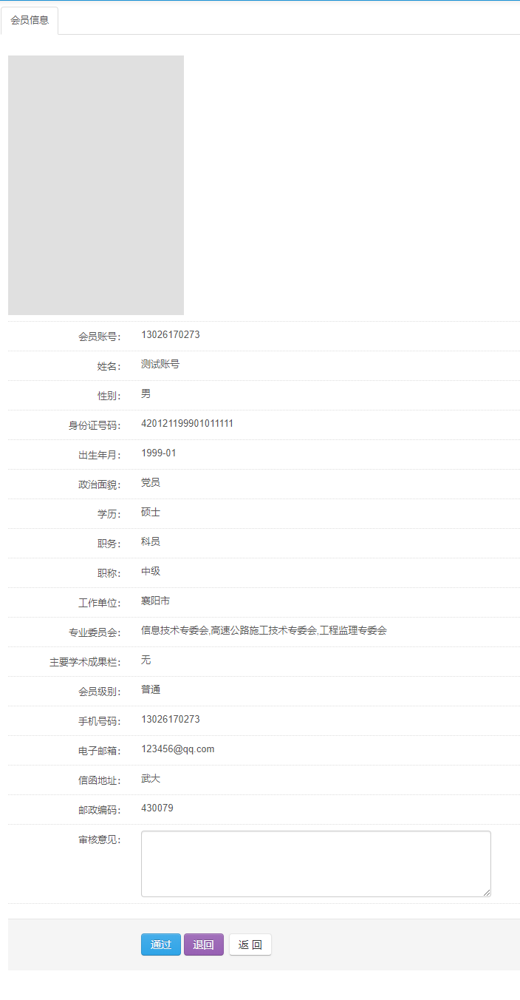 会员信息
会员账号： 13026170273
姓名： 测试账号
性别： 男
身份证号码： 420121199901011111
出生年月： 1999-01
政治面貌： 党员
学历： 硕士
职务： 科员
职称： 中级
工作单位： 襄阳市
专业委员会： 信息技术专委会,高速公路施工技术专委会,工程监理专委会
主要学术成果栏： 无
会员级别： 普通
手机号码： 13026170273
电子邮箱： 123456@qq.com
信函地址： 武大
邮政编码： 430079
审核意见：
通过 退回 返 回